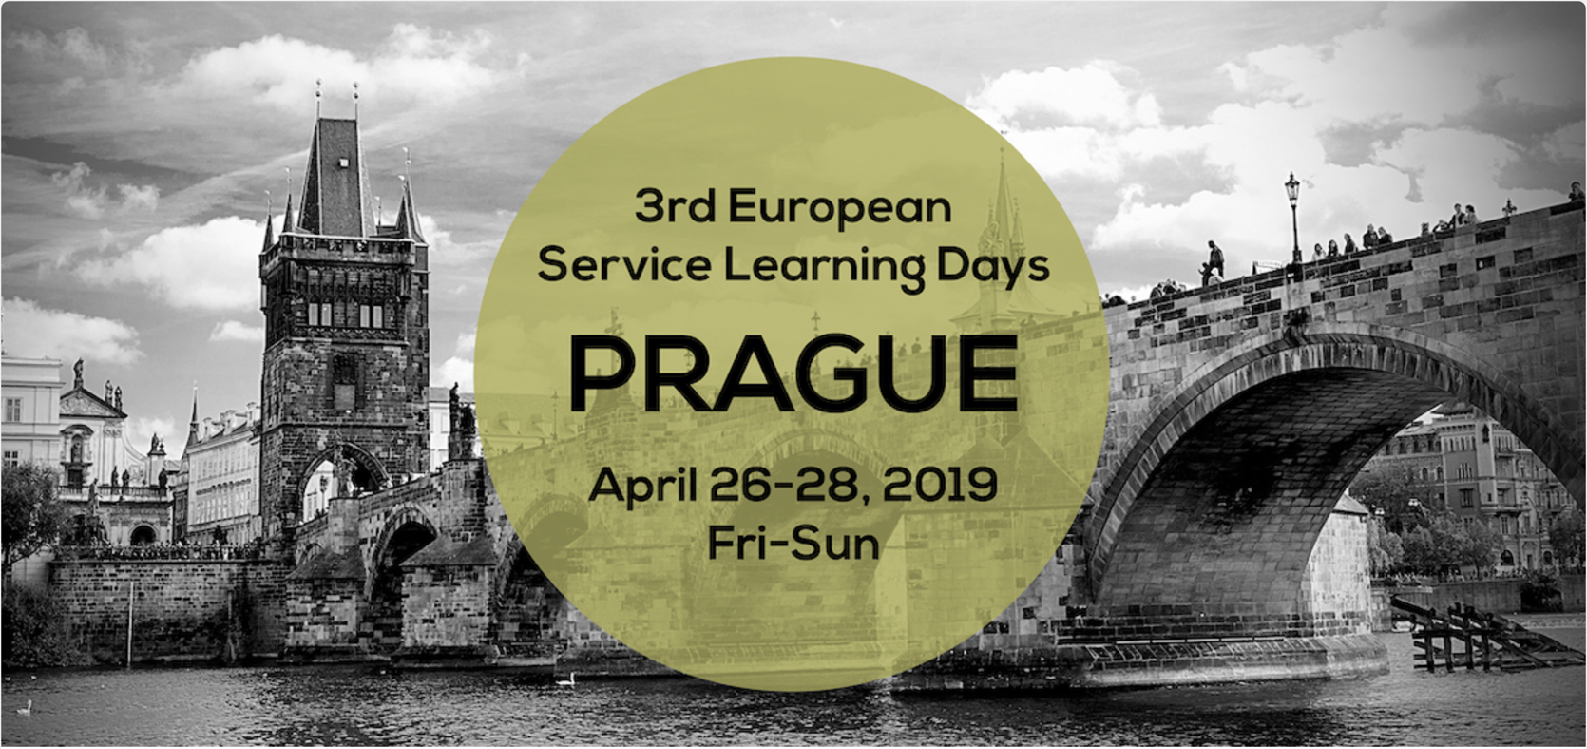 3rd European
Service Learning Days
PRAGUE
April 26-28, 2019
Fri-Sun